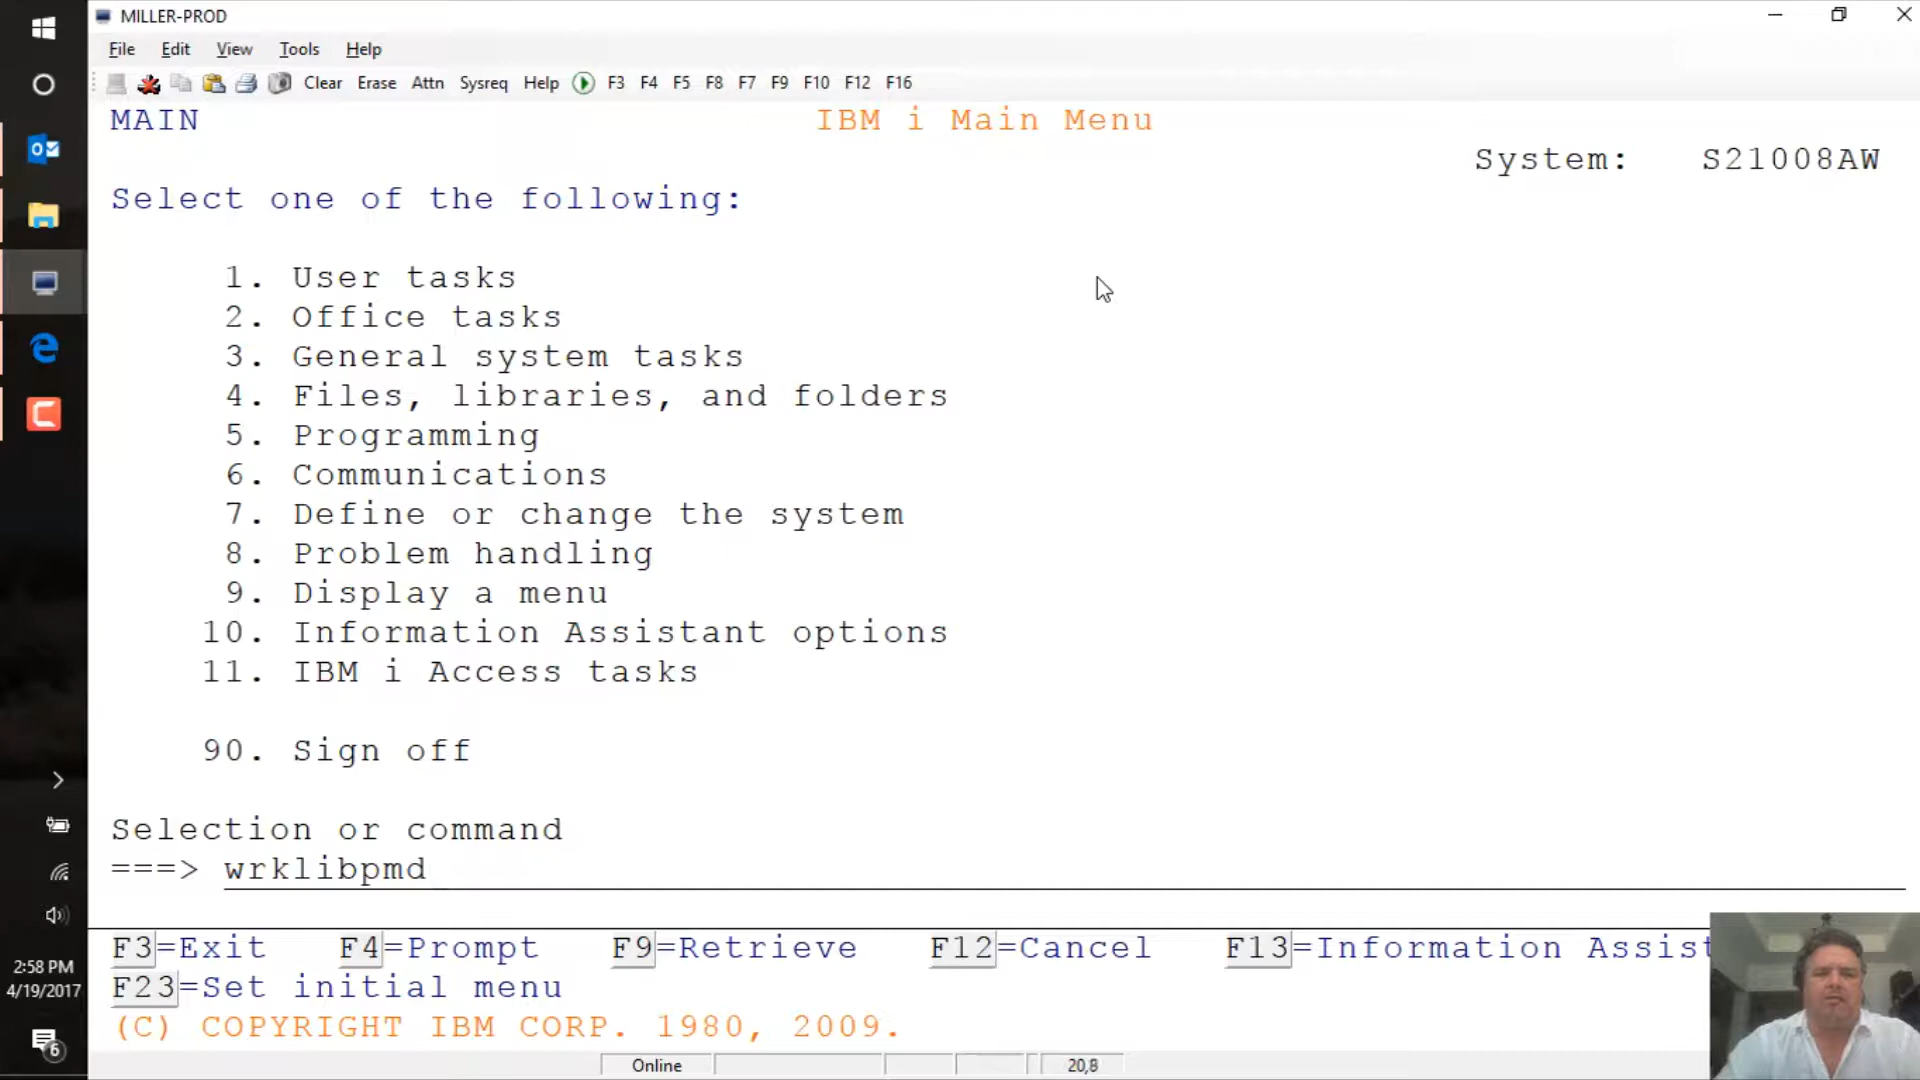 MILLER-PROD
File Edit View Tools Help
Clear Erase Attn Sysreq Help F3 F4 F5 F8 F7 F9 F10 F12 F16
MAIN IBM i Main Menu
System: S21008AW
Select one of the following:
1. User tasks
2. Office tasks
3. General system tasks
4. Files, libraries, and folders
5. Programming
6. Communications
7. Define or change the system
8. Problem handling
9. Display a menu
10. Information Assistant options
11. IBM i Access tasks
90. Sign off
Selection or command
===> wrklibpmd
F3=Exit F4=Prompt F9=Retrieve F12=Cancel F13=Information Assist
F23=Set initial menu
(C) COPYRIGHT IBM CORP. 1980, 2009.
Online 20,8
2:58 PM
4/19/2017
6